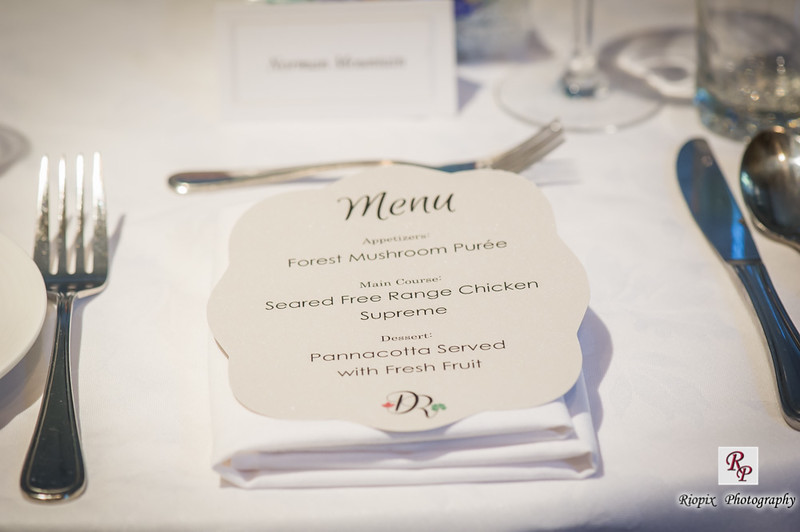 Menu
Appetizers:
Forest Mushroom Purée
Main Course:
Seared Free Range Chicken
Supreme
Dessert:
Pannacotta Served
with Fresh Fruit
DR
RP
Riopix Photography